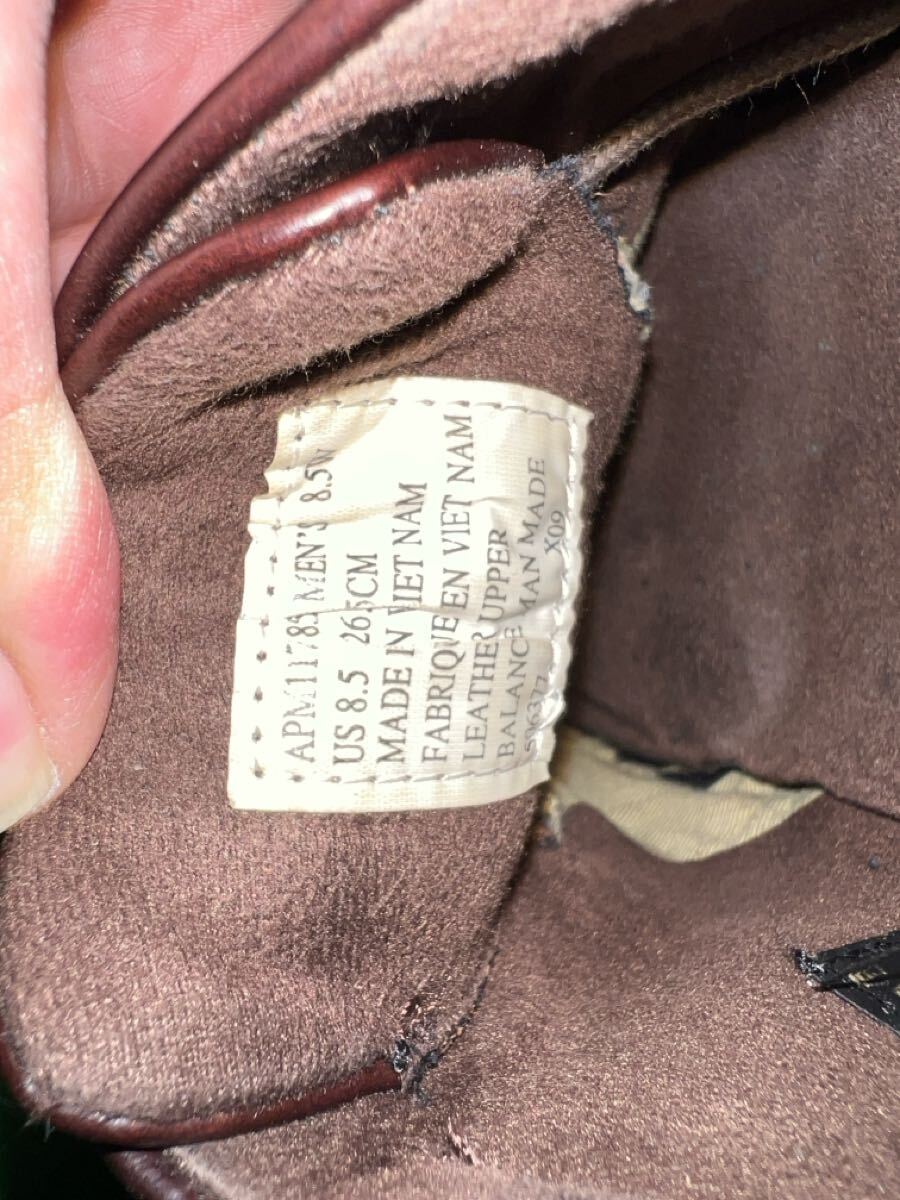 APM11785 MEN'S 8.5W
US 8.5 26.5CM
MADE IN VIET NAM
FABRIQUE EN VIET NAM
LEATHER UPPER
BALANCE MAN MADE
X09